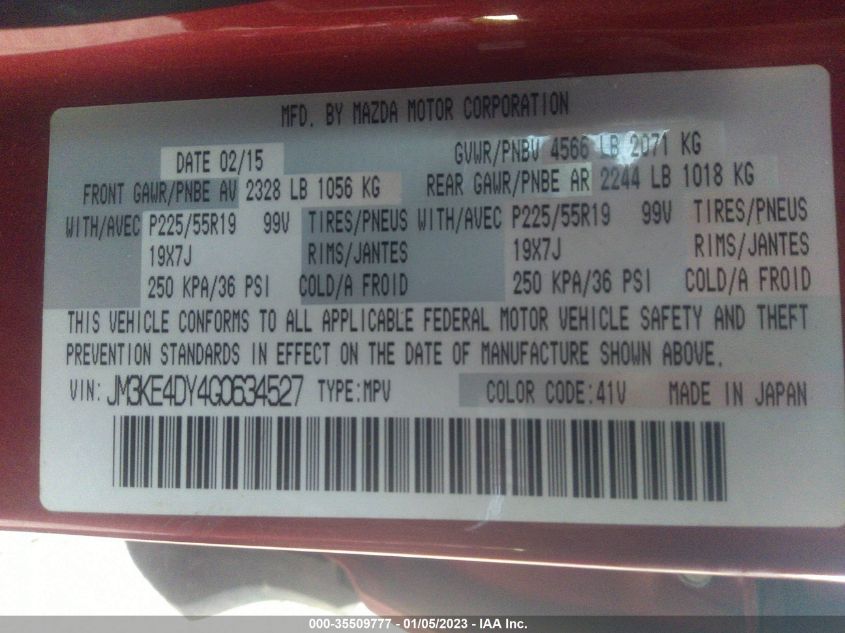 MFD. BY MAZDA MOTOR CORPORATION
DATE 02/15 GVWR/PNBV 4566 LB 2071 KG
FRONT GAWR/PNBE AV 2328 LB 1056 KG REAR GAWR/PNBE AR 2244 LB 1018 KG
WITH/AVEC P225/55R19 99V TIRES/PNEUS WITH/AVEC P225/55R19 99V TIRES/PNEUS
19X7J RIMS/JANTES 19X7J RIMS/JANTES
250 KPA/36 PSI COLD/A FROID 250 KPA/36 PSI COLD/A FROID
THIS VEHICLE CONFORMS TO ALL APPLICABLE FEDERAL MOTOR VEHICLE SAFETY AND THEFT
PREVENTION STANDARDS IN EFFECT ON THE DATE OF MANUFACTURE SHOWN ABOVE.
VIN: JM3KE4DY4G0634527 TYPE:MPV COLOR CODE:41V MADE IN JAPAN
000-35509777 - 01/05/2023 - IAA Inc.